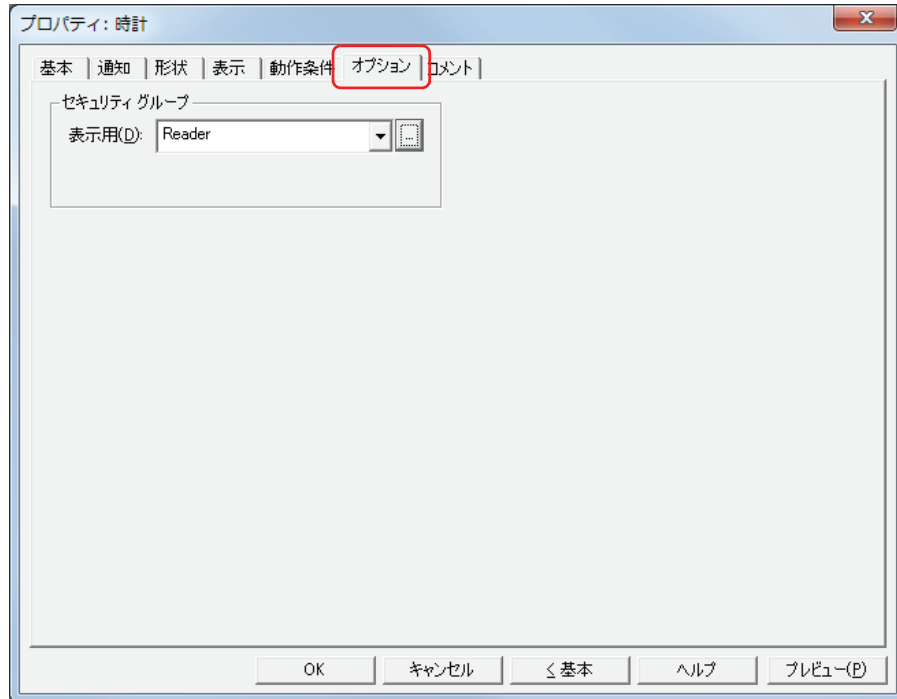 プロパティ: 時計
基本 通知 形状 表示 動作条件 オプション コメント
セキュリティ グループ
表示用(D): Reader ...
OK キャンセル < 基本 ヘルプ プレビュー(P)